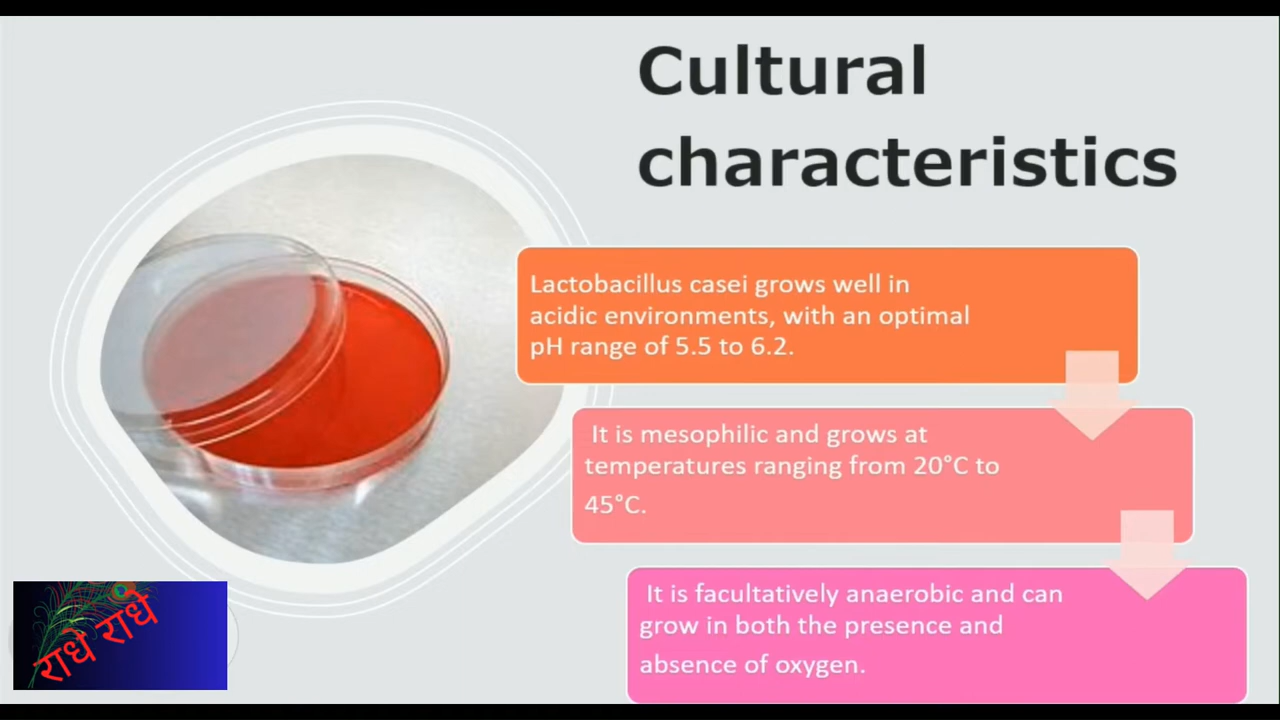 Cultural
characteristics
Lactobacillus casei grows well in
acidic environments, with an optimal
pH range of 5.5 to 6.2.
It is mesophilic and grows at
temperatures ranging from 20°C to
45°C.
It is facultatively anaerobic and can
grow in both the presence and
absence of oxygen.
राधे राधे